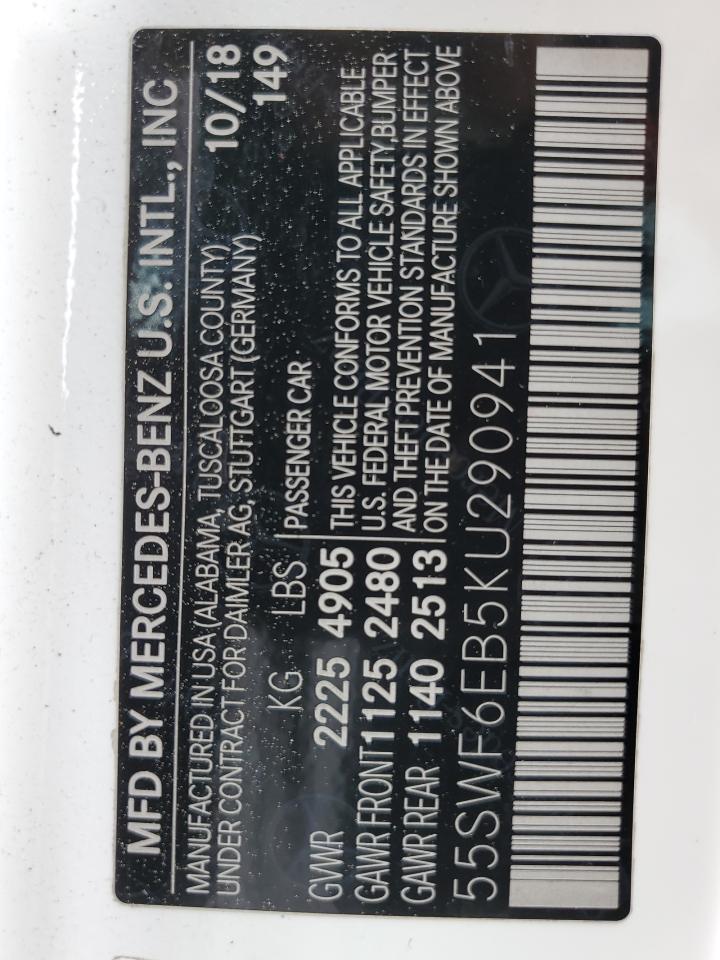 MFD BY MERCEDES-BENZ U.S. INTL., INC
MANUFACTURED IN USA (ALABAMA, TUSCALOOSA COUNTY) 10/18
UNDER CONTRACT FOR DAIMLER AG, STUTTGART (GERMANY) 149
KG LBS
PASSENGER CAR
GVWR 2225 4905
GAWR FRONT 1125 2480
GAWR REAR 1140 2513
THIS VEHICLE CONFORMS TO ALL APPLICABLE
U.S. FEDERAL MOTOR VEHICLE SAFETY,BUMPER
AND THEFT PREVENTION STANDARDS IN EFFECT
ON THE DATE OF MANUFACTURE SHOWN ABOVE
55SWF6EB5KU290941